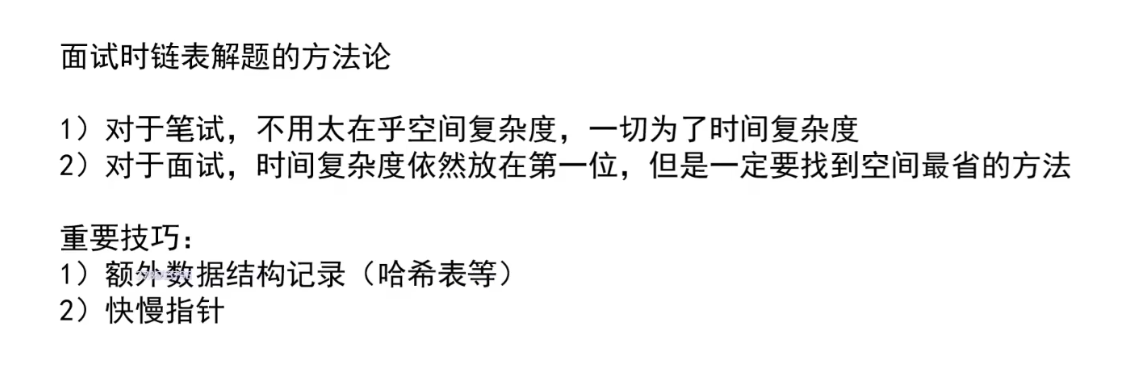 面试时链表解题的方法论
1）对于笔试，不用太在乎空间复杂度，一切为了时间复杂度
2）对于面试，时间复杂度依然放在第一位，但是一定要找到空间最省的方法
重要技巧：
1）额外数据结构记录（哈希表等）
2）快慢指针